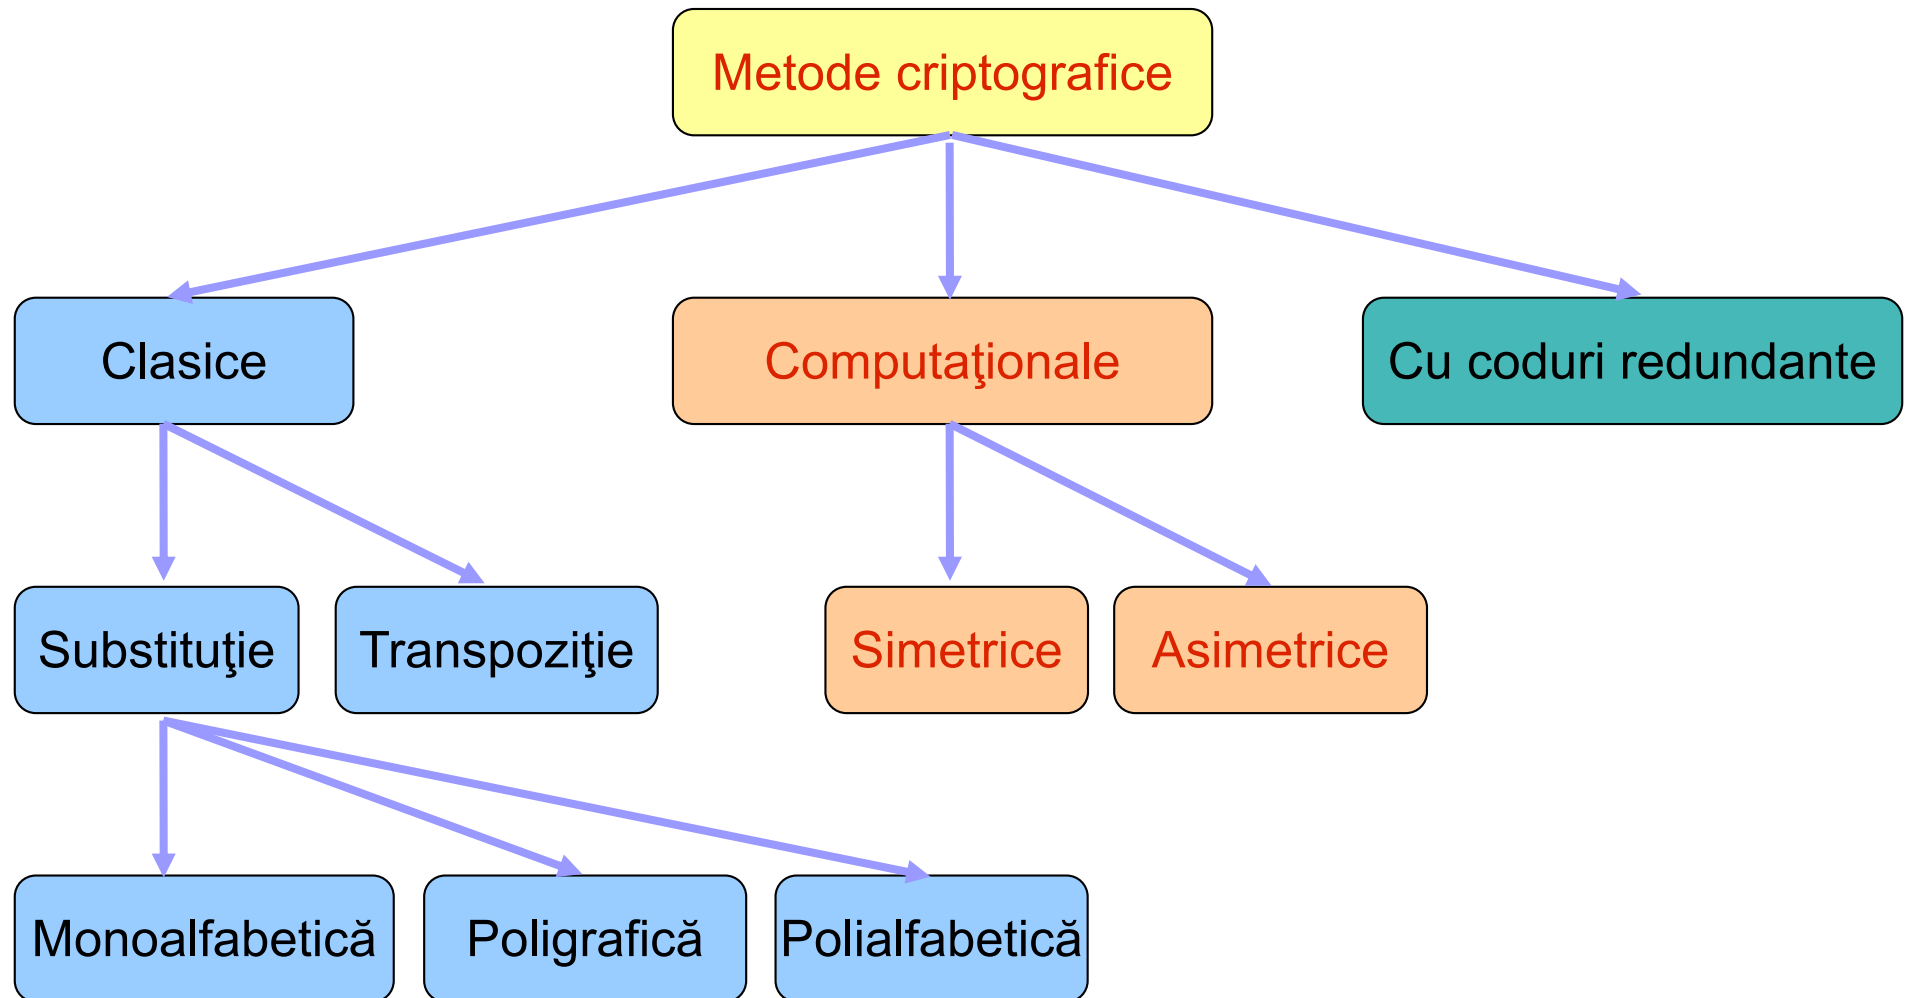 Metode criptografice
Clasice
Computaţionale
Cu coduri redundante
Substituţie
Transpoziţie
Simetrice
Asimetrice
Monoalfabetică
Poligrafică
Polialfabetică